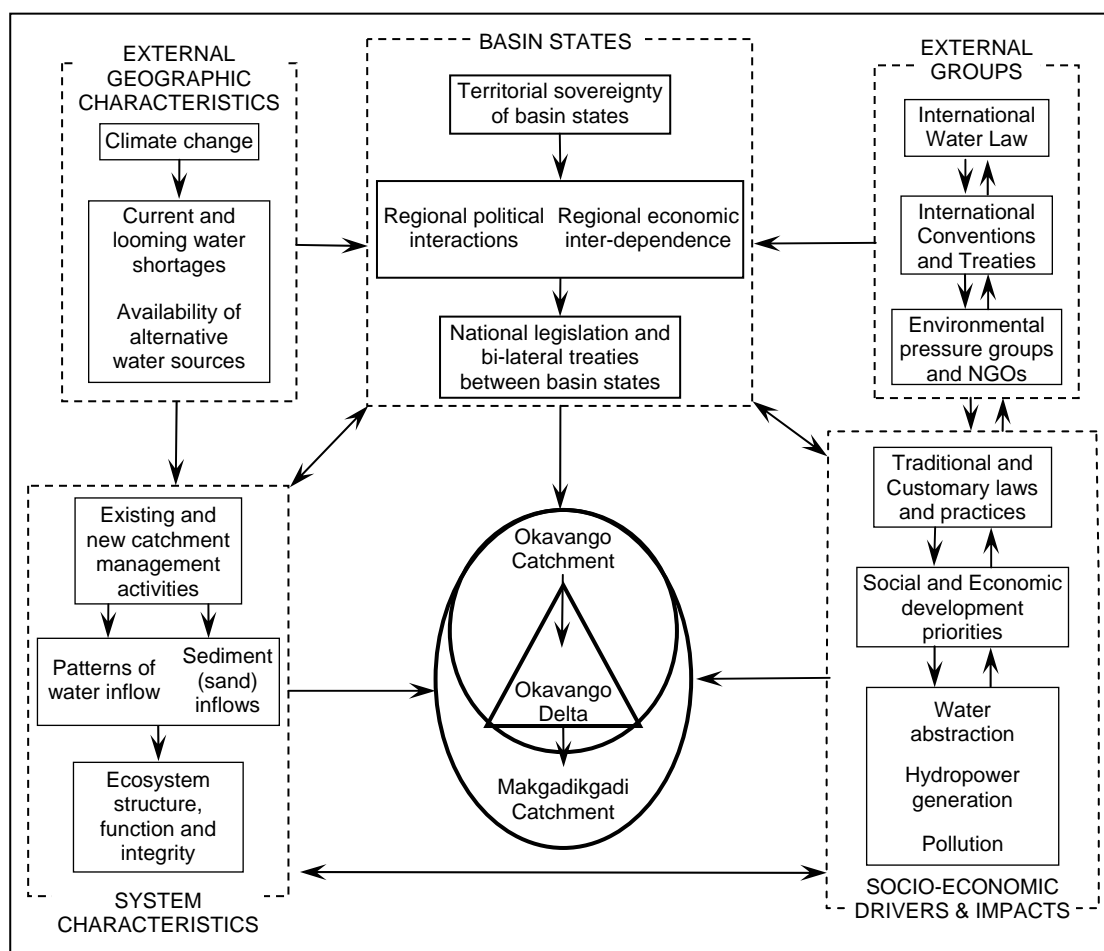 EXTERNAL
GEOGRAPHIC
CHARACTERISTICS
Climate change
Current and
looming water
shortages
Availability of
alternative
water sources
BASIN STATES
Territorial sovereignty
of basin states
Regional political
interactions
Regional economic
inter-dependence
National legislation and
bi-lateral treaties
between basin states
EXTERNAL
GROUPS
International
Water Law
International
Conventions
and Treaties
Environmental
pressure groups
and NGOs
Existing and
new catchment
management
activities
Patterns of
water inflow
Sediment
(sand)
inflows
Ecosystem
structure,
function and
integrity
SYSTEM
CHARACTERISTICS
Okavango
Catchment
Okavango
Delta
Makgadikgadi
Catchment
Traditional and
Customary laws
and practices
Social and Economic
development
priorities
Water
abstraction
Hydropower
generation
Pollution
SOCIO-ECONOMIC
DRIVERS & IMPACTS